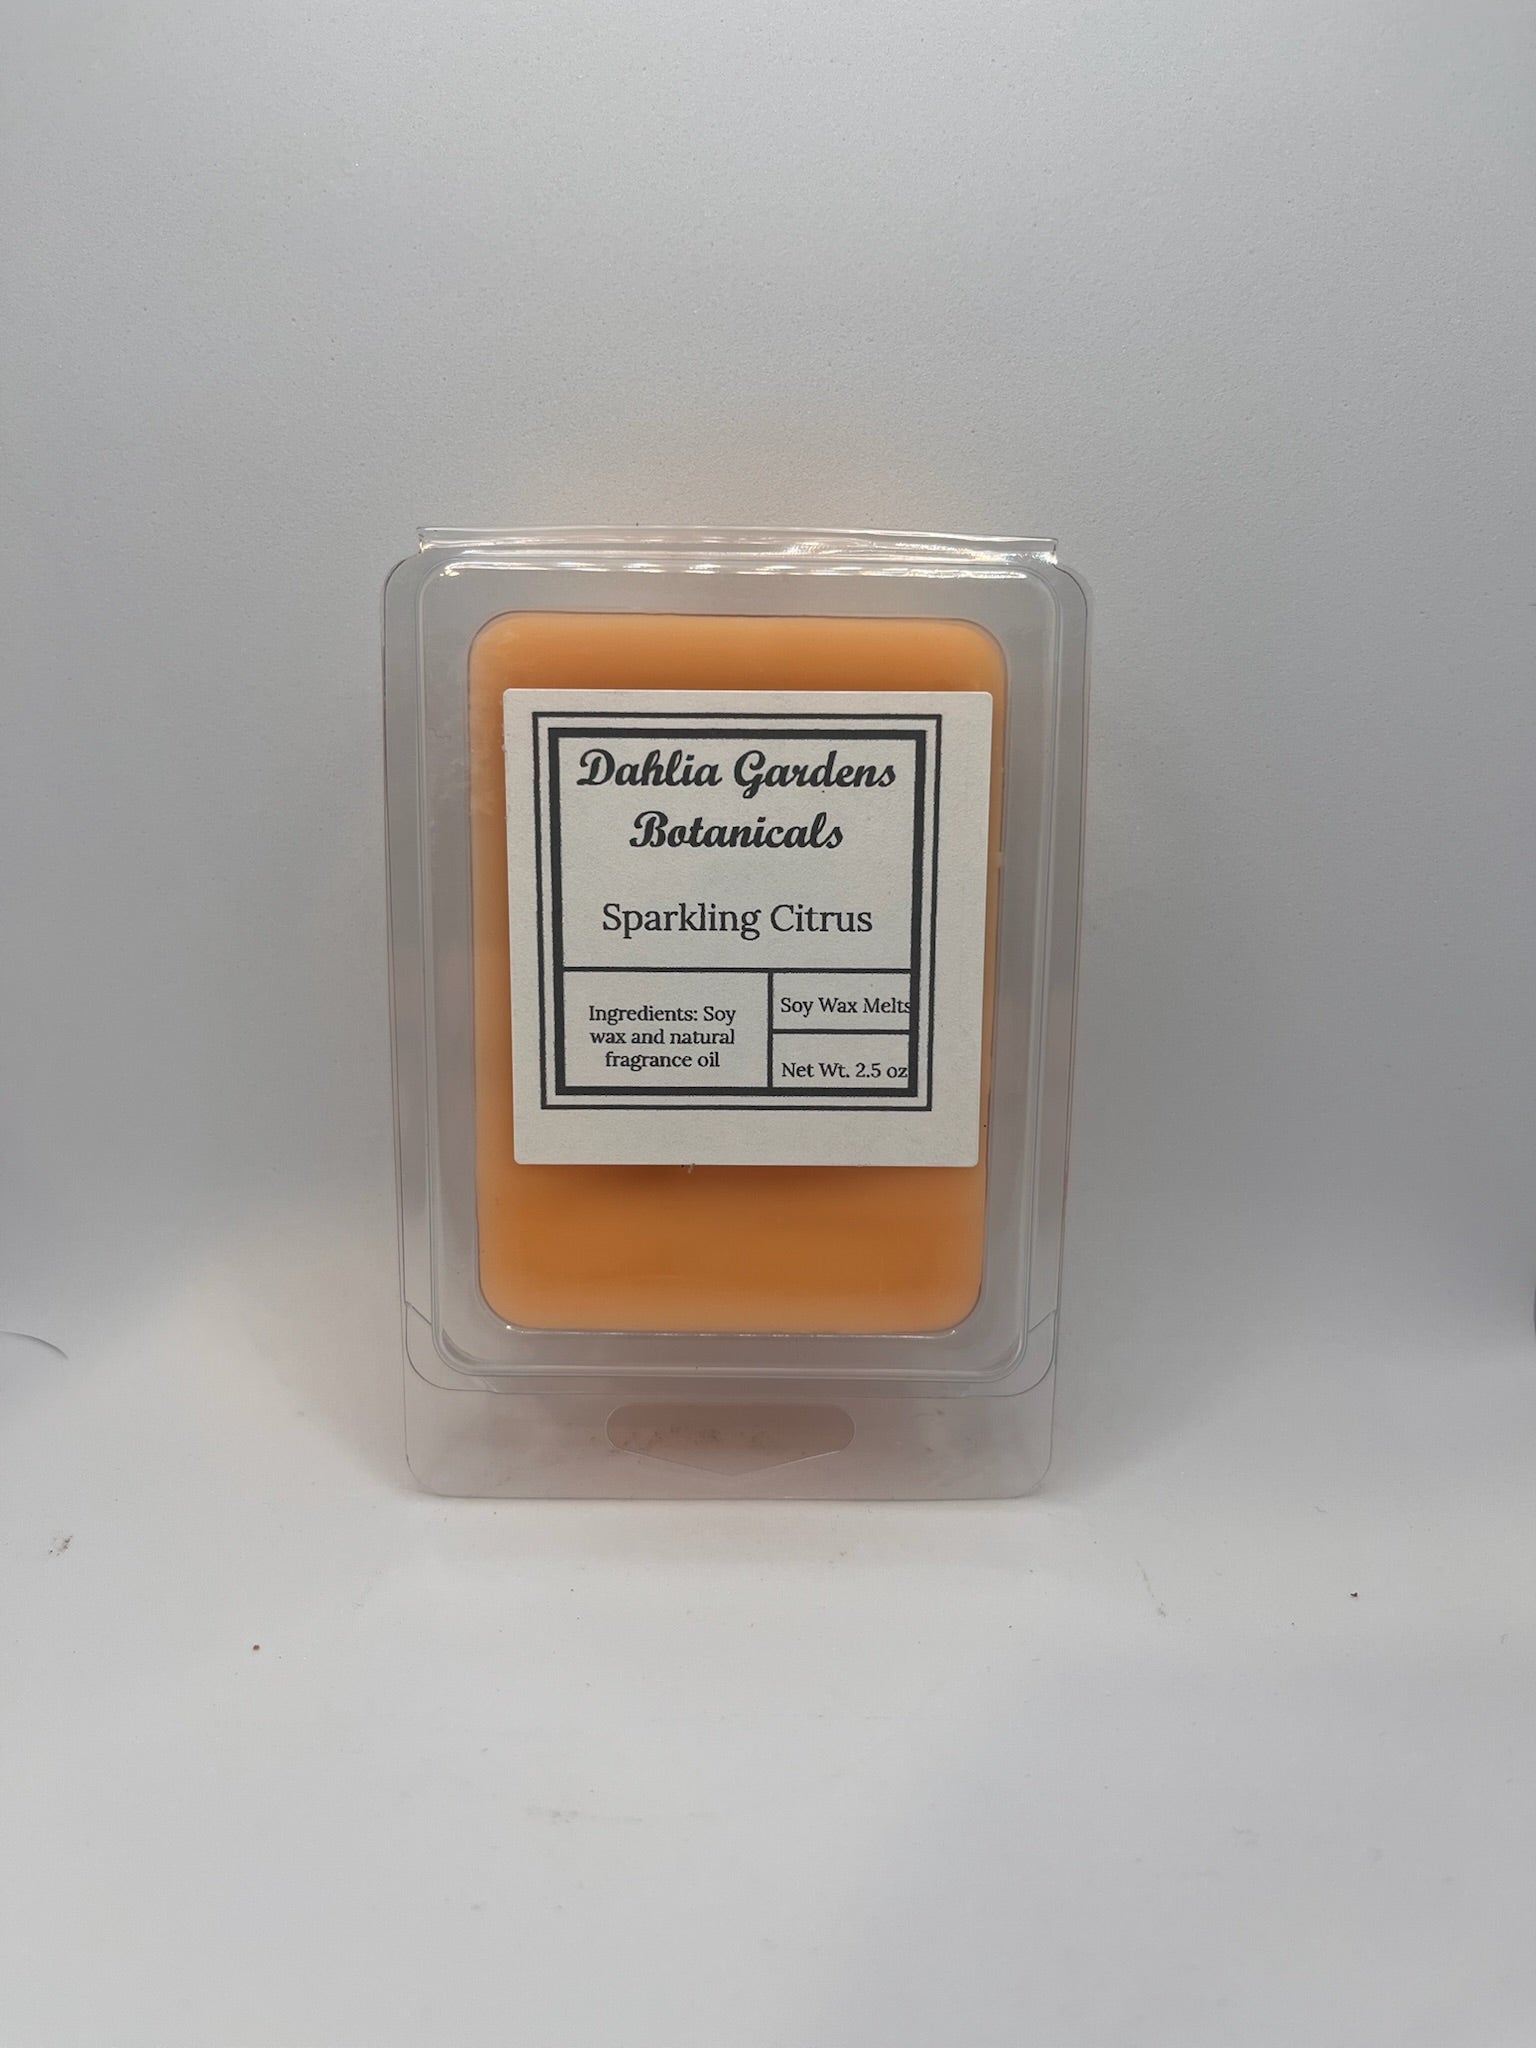 Dahlia Gardens
Botanicals
Sparkling Citrus
Ingredients: Soy
wax and natural
fragrance oil
Soy Wax Melts
Net Wt. 2.5 oz